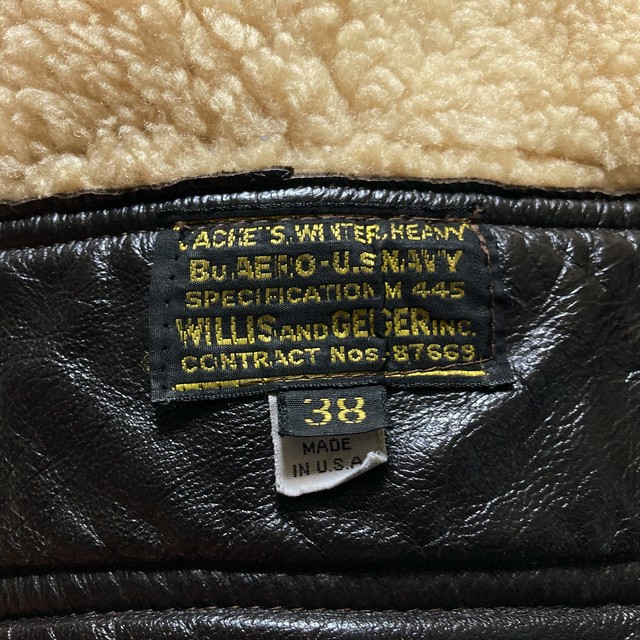 JACKET'S, WINTER, HEAVY
BU. AERO-U.S NAVY
SPECIFICATION M 445
WILLIS AND GEIGER INC.
CONTRACT NOS.-87669
38
MADE
IN U.S.A